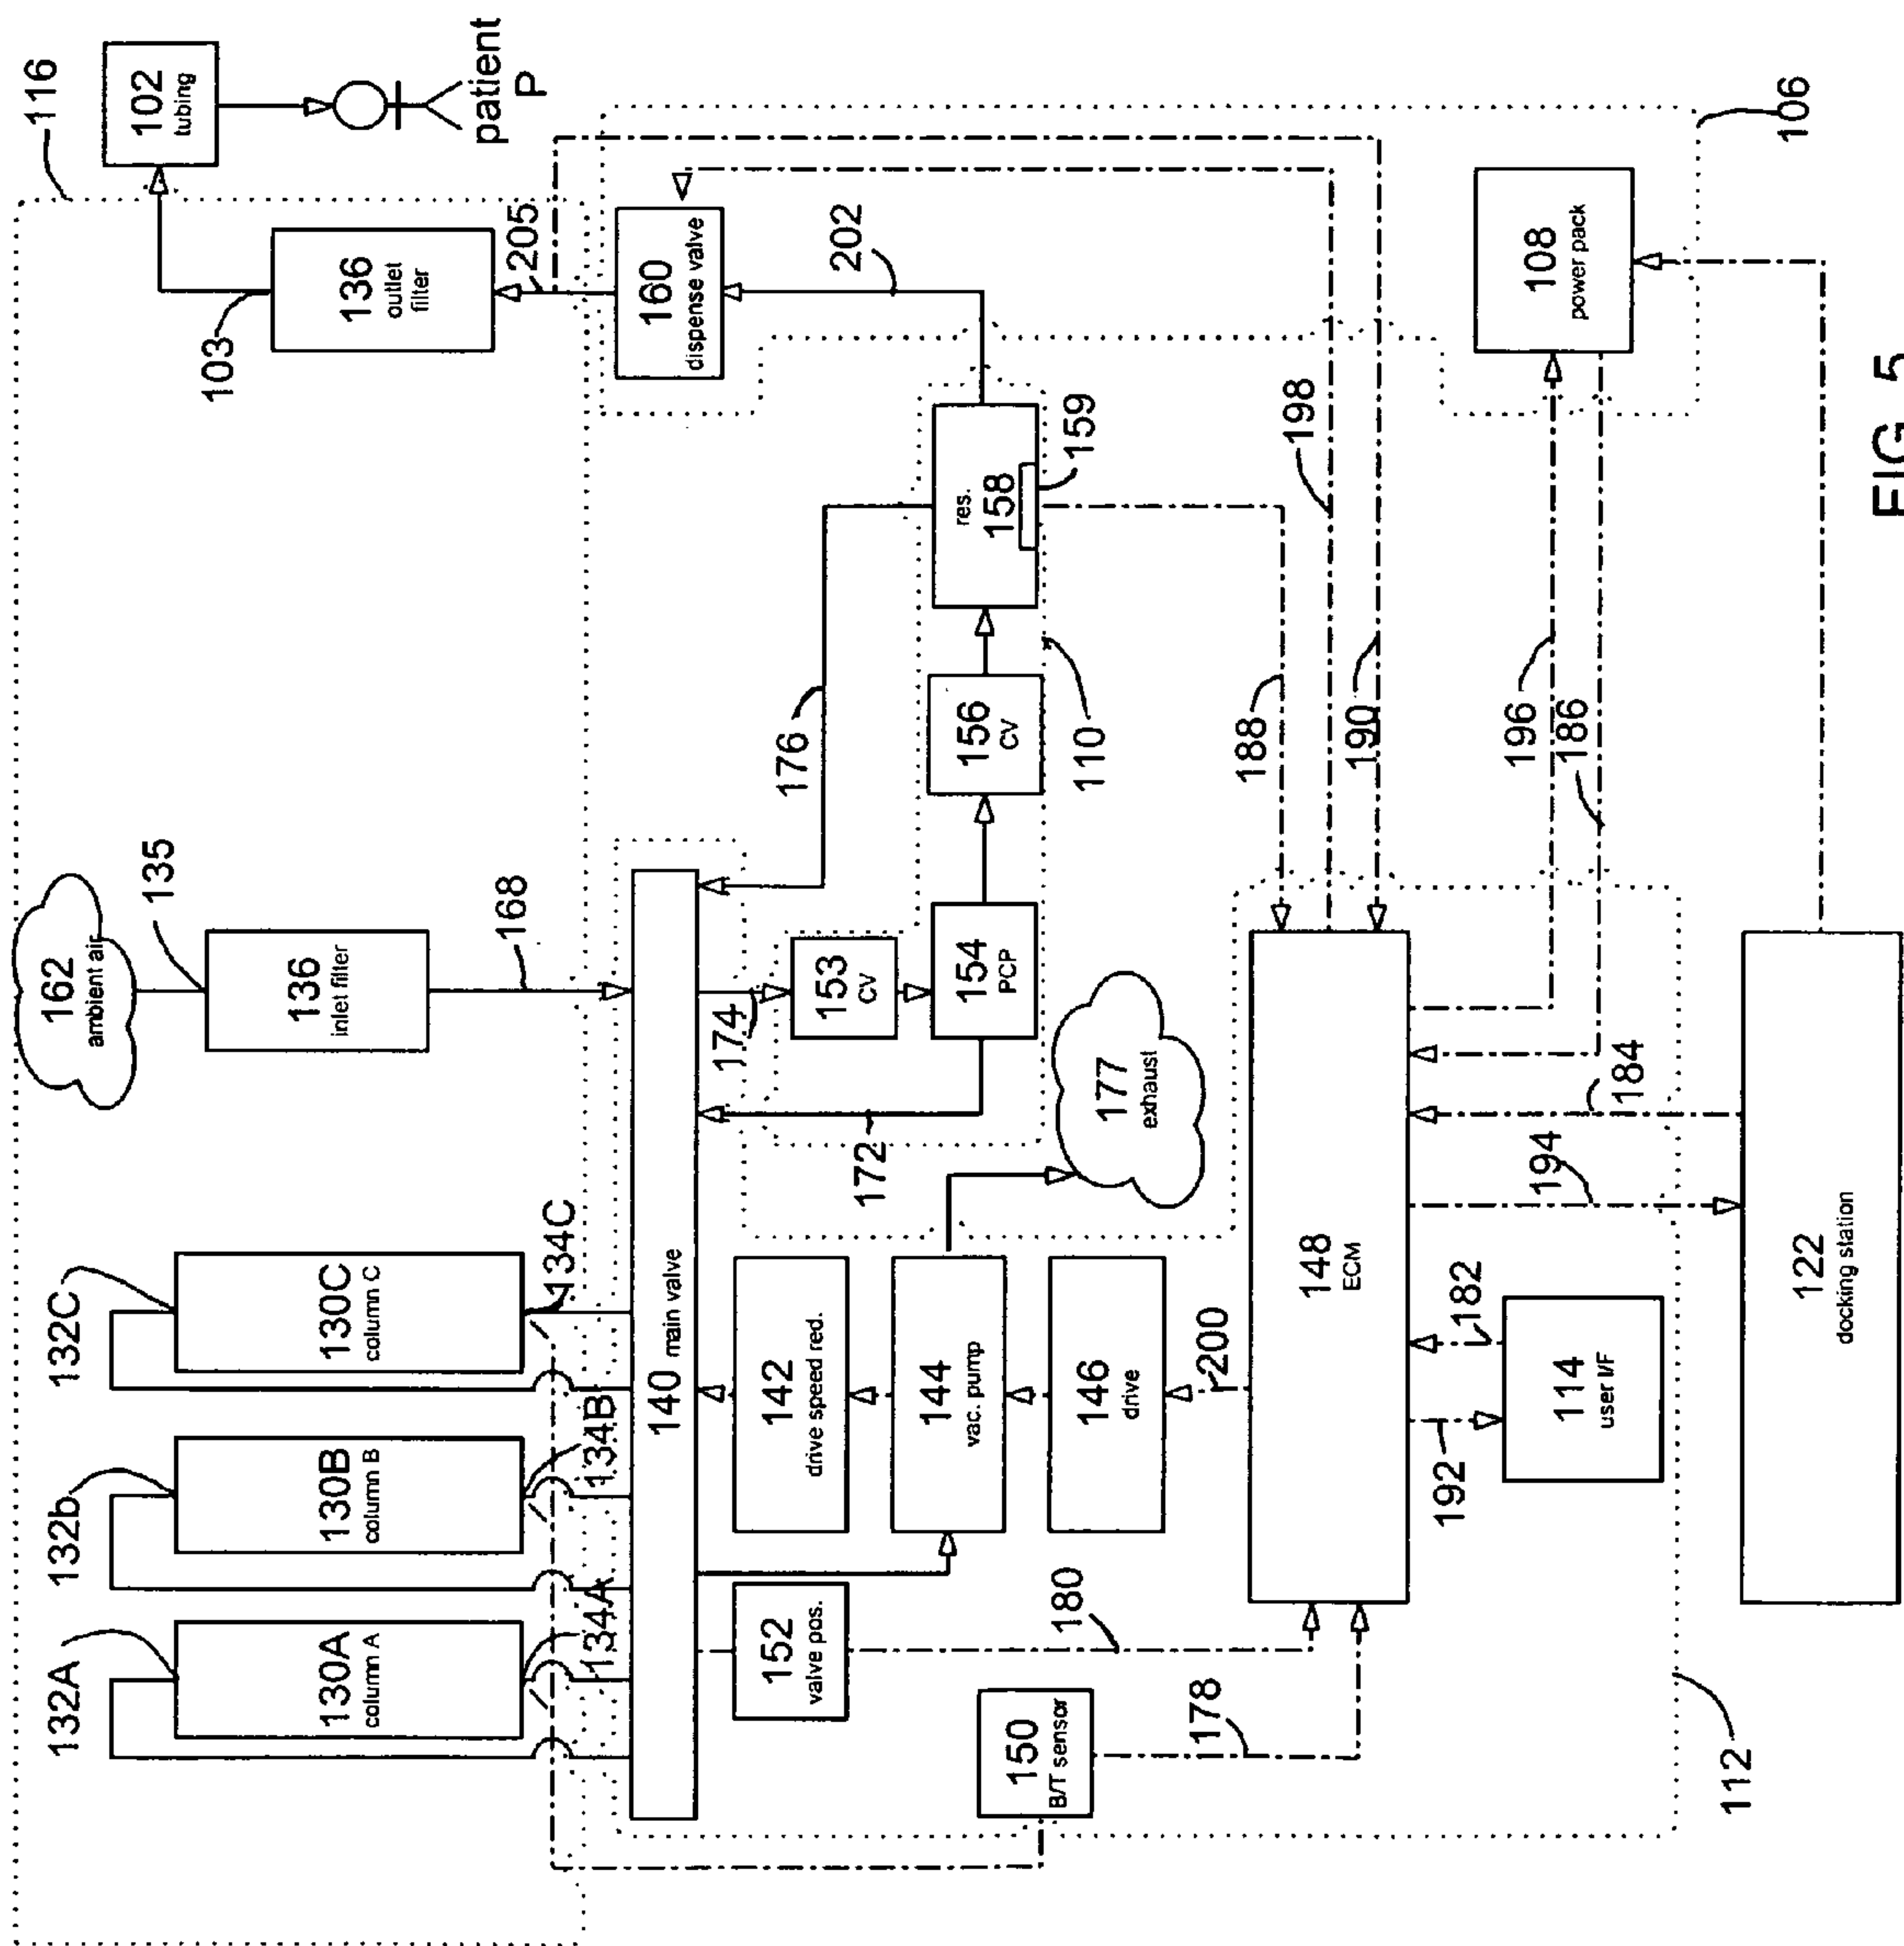 116
102
tubing
patient
P
103
136
outlet
filter
205
160
dispense valve
202
106
108
power pack
162
ambient air
135
136
inlet filter
168
176
res.
158
159
156
CV
110
174
153
CV
154
PCP
172
177
exhaust
188
198
190
196
186
184
194
132C
130C
column C
134C
132b
130B
column B
134B
132A
130A
column A
134A
140 main valve
142
drive speed red.
144
vac. pump
146
drive
200
148
ECM
152
valve pos.
180
150
B/T sensor
178
182
192
114
user I/F
122
docking station
112
FIG. 5